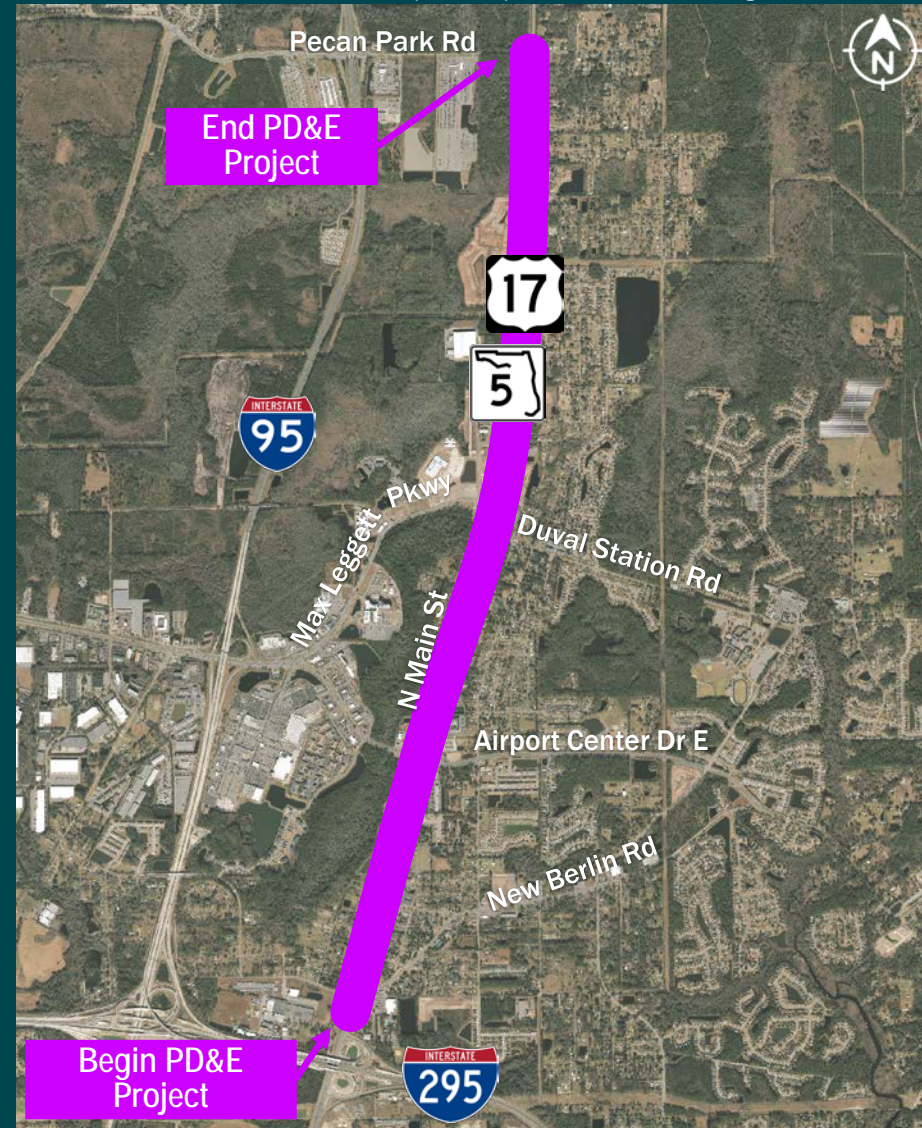 Pecan Park Rd
N
End PD&E
Project
17
5
INTERSTATE
95
Max Leggett Pkwy
Duval Station Rd
N Main St
Airport Center Dr E
New Berlin Rd
Begin PD&E
Project
INTERSTATE
295